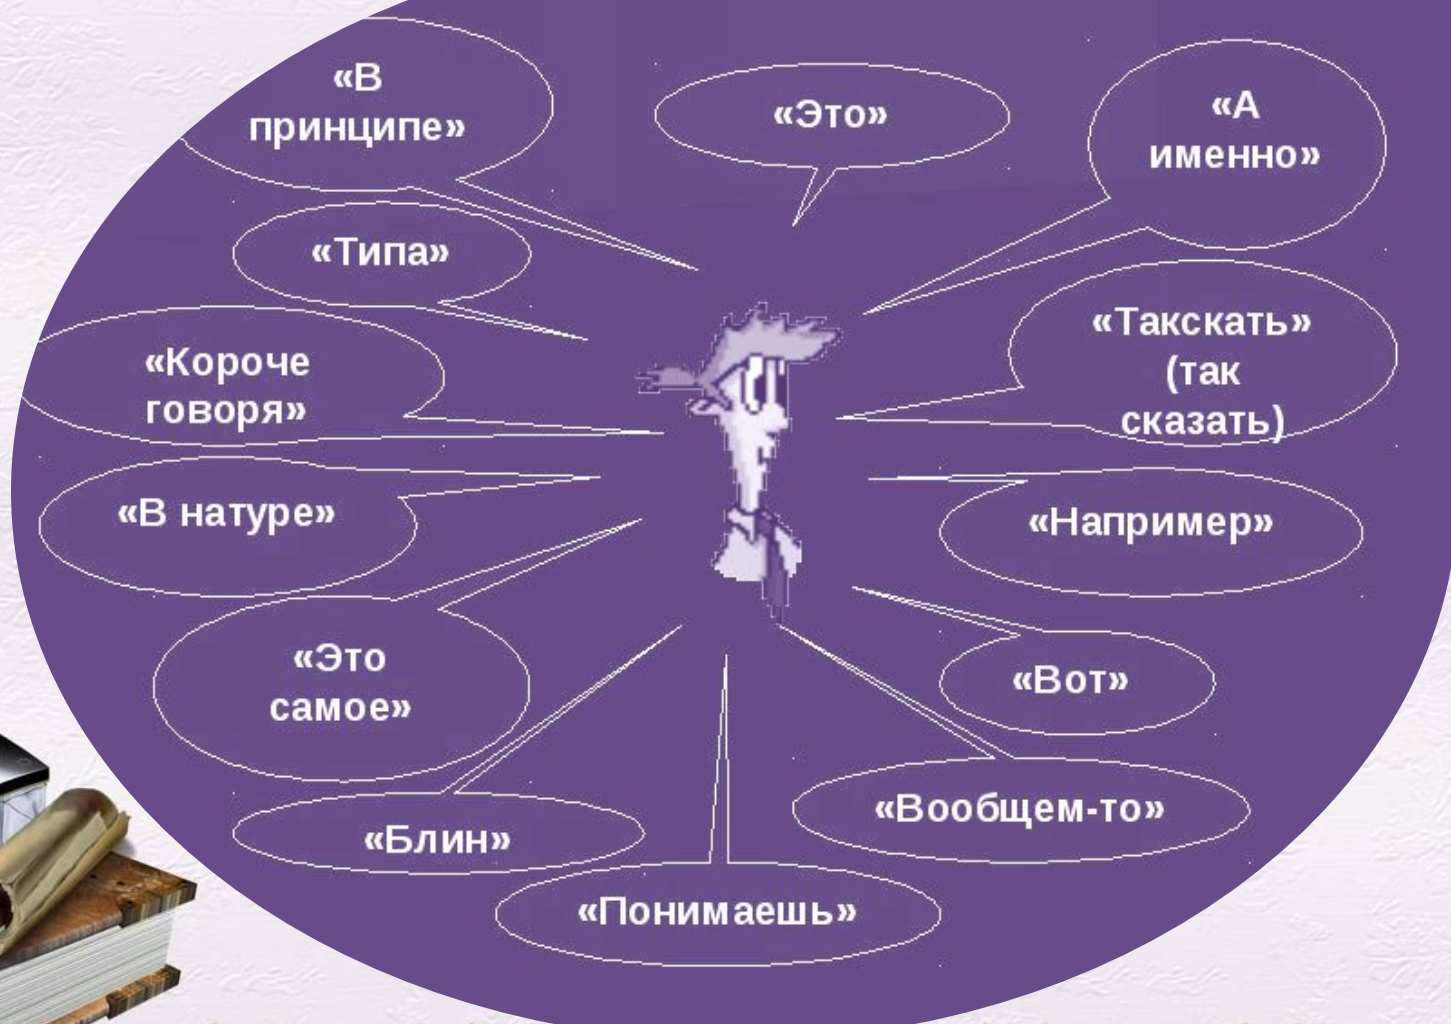 «В
принципе»
«Это»
«А
именно»
«Типа»
«Такскать»
(так
сказать)
«Короче
говоря»
«В натуре»
«Например»
«Это
самое»
«Вот»
«Вообщем-то»
«Блин»
«Понимаешь»